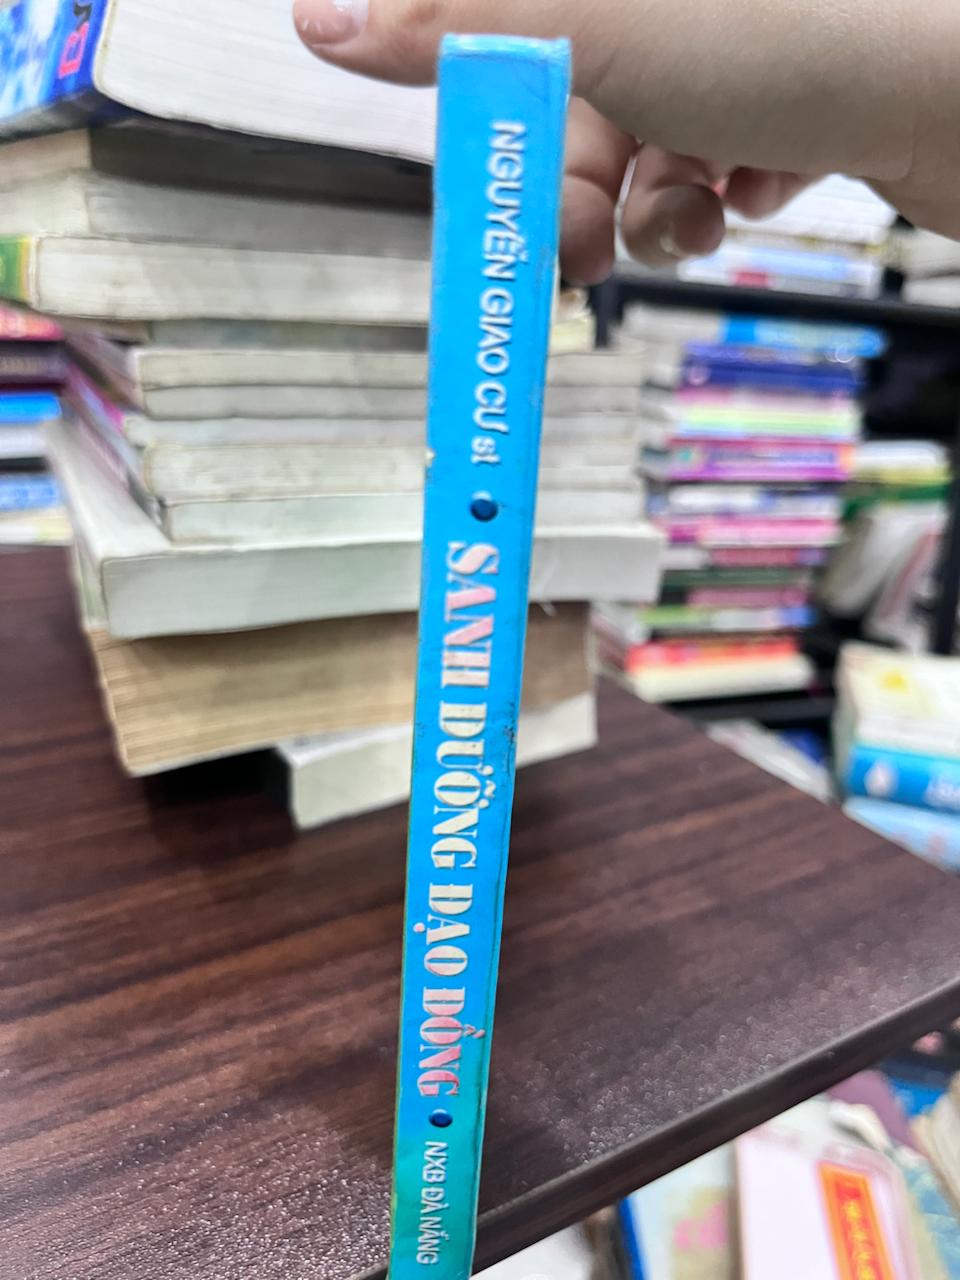 NGUYỄN GIAO CƯ st • SANH DƯỠNG ĐẠO ĐỒNG • NXB ĐÀ NẴNG